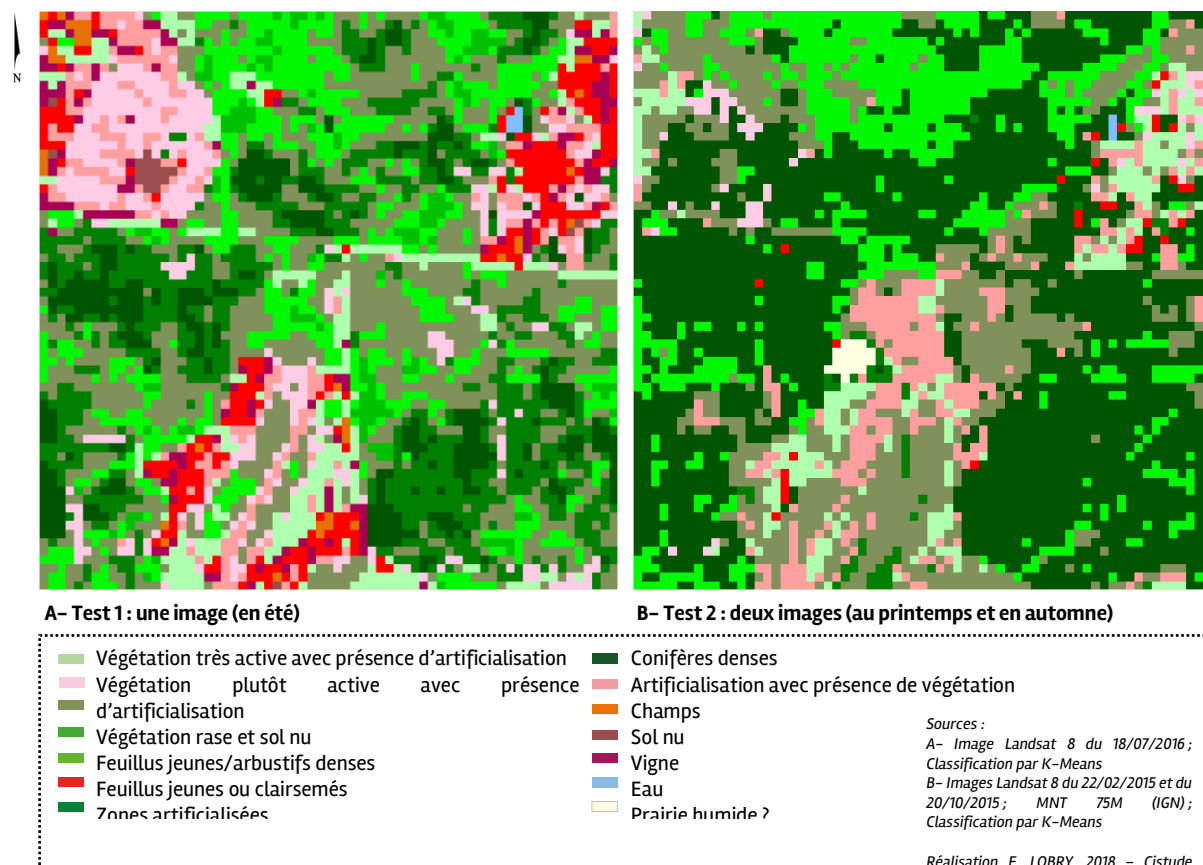 N
A– Test 1 : une image (en été)
B– Test 2 : deux images (au printemps et en automne)
Végétation très active avec présence d’artificialisation
Végétation plutôt active avec présence
d’artificialisation
Végétation rase et sol nu
Feuillus jeunes/arbustifs denses
Feuillus jeunes ou clairsemés
Zones artificialisées
Conifères denses
Artificialisation avec présence de végétation
Champs
Sol nu
Vigne
Eau
Prairie humide ?
Sources :
A– Image Landsat 8 du 18/07/2016 ;
Classification par K–Means
B– Images Landsat 8 du 22/02/2015 et du
20/10/2015 ; MNT 75M (IGN) ;
Classification par K–Means
Réalisation F. LOBRY, 2018 – Cistude